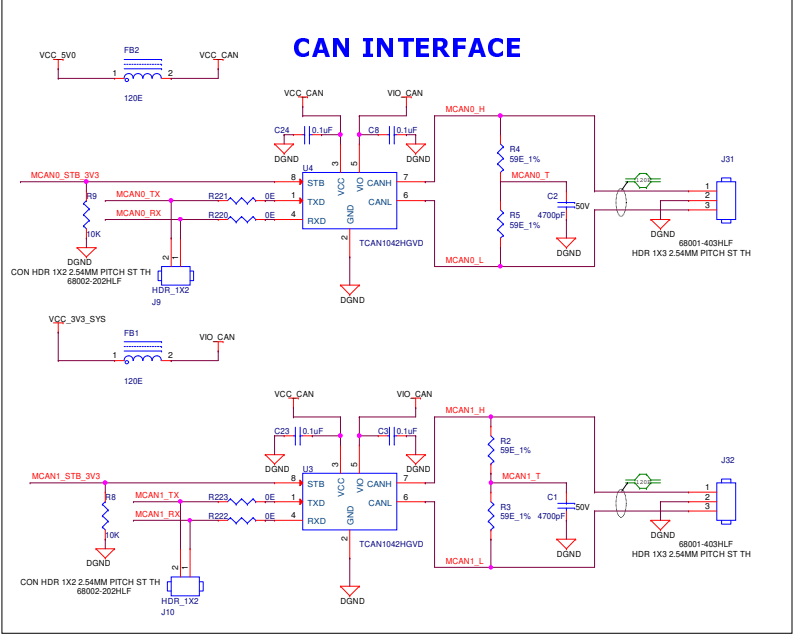 CAN INTERFACE
VCC_5V0
FB2
VCC_CAN
1
2
120E
VCC_CAN
VIO_CAN
C24
0.1uF
C8
0.1uF
DGND
DGND
MCAN0_H
MCAN0_STB_3V3
U4
3
5
8
STB
VCC
VIO
CANH
7
R4
59E_1%
MCAN0_T
J31
R9
MCAN0_TX
R221
0E
1
TXD
CANL
6
C2
50V
4700pF
1
2
3
MCAN0_RX
R220
0E
4
RXD
GND
2
R5
59E_1%
10K
TCAN1042HGVD
DGND
DGND
DGND
2
1
68001-403HLF
HDR 1X3 2.54MM PITCH ST TH
CON HDR 1X2 2.54MM PITCH ST TH
68002-202HLF
MCAN0_L
HDR_1X2
J9
DGND
VCC_3V3_SYS
FB1
VIO_CAN
1
2
120E
VCC_CAN
VIO_CAN
C23
0.1uF
C3
0.1uF
DGND
DGND
MCAN1_H
MCAN1_STB_3V3
U3
3
5
8
STB
VCC
VIO
CANH
7
R2
59E_1%
MCAN1_T
J32
R8
MCAN1_TX
R223
0E
1
TXD
CANL
6
C1
50V
4700pF
1
2
3
MCAN1_RX
R222
0E
4
RXD
GND
2
R3
59E_1%
10K
TCAN1042HGVD
DGND
DGND
DGND
2
1
68001-403HLF
HDR 1X3 2.54MM PITCH ST TH
CON HDR 1X2 2.54MM PITCH ST TH
68002-202HLF
MCAN1_L
HDR_1X2
J10
DGND